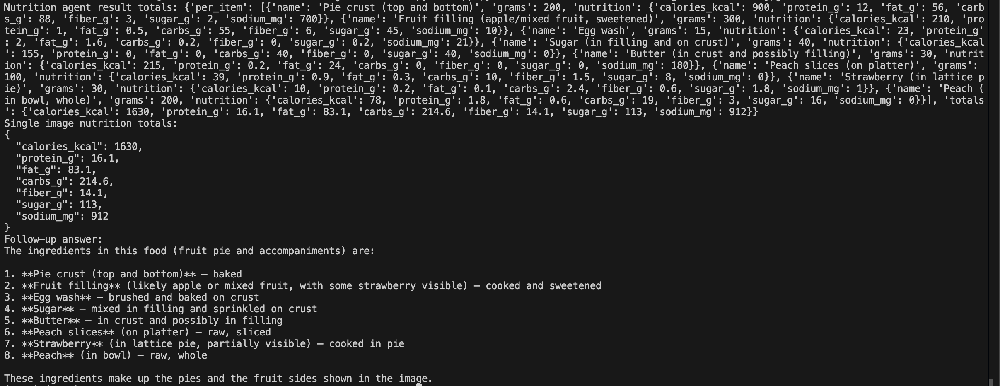 Nutrition agent result totals: {'per_item': [{'name': 'Pie crust (top and bottom)', 'grams': 200, 'nutrition': {'calories_kcal': 900, 'protein_g': 12, 'fat_g': 56, 'carb
s_g': 88, 'fiber_g': 3, 'sugar_g': 2, 'sodium_mg': 700}}, {'name': 'Fruit filling (apple/mixed fruit, sweetened)', 'grams': 300, 'nutrition': {'calories_kcal': 210, 'pro
tein_g': 1, 'fat_g': 0.5, 'carbs_g': 55, 'fiber_g': 6, 'sugar_g': 45, 'sodium_mg': 10}}, {'name': 'Egg wash', 'grams': 15, 'nutrition': {'calories_kcal': 23, 'protein_g'
: 2, 'fat_g': 1.6, 'carbs_g': 0.2, 'fiber_g': 0, 'sugar_g': 0.2, 'sodium_mg': 21}}, {'name': 'Sugar (in filling and on crust)', 'grams': 40, 'nutrition': {'calories_kcal
': 155, 'protein_g': 0, 'fat_g': 0, 'carbs_g': 40, 'fiber_g': 0, 'sugar_g': 40, 'sodium_mg': 0}}, {'name': 'Butter (in crust and possibly filling)', 'grams': 30, 'nutrit
ion': {'calories_kcal': 215, 'protein_g': 0.2, 'fat_g': 24, 'carbs_g': 0, 'fiber_g': 0, 'sugar_g': 0, 'sodium_mg': 180}}, {'name': 'Peach slices (on platter)', 'grams':
100, 'nutrition': {'calories_kcal': 39, 'protein_g': 0.9, 'fat_g': 0.3, 'carbs_g': 10, 'fiber_g': 1.5, 'sugar_g': 8, 'sodium_mg': 0}}, {'name': 'Strawberry (in lattice p
ie)', 'grams': 30, 'nutrition': {'calories_kcal': 10, 'protein_g': 0.2, 'fat_g': 0.1, 'carbs_g': 2.4, 'fiber_g': 0.6, 'sugar_g': 1.8, 'sodium_mg': 1}}, {'name': 'Peach (
in bowl, whole)', 'grams': 200, 'nutrition': {'calories_kcal': 78, 'protein_g': 1.8, 'fat_g': 0.6, 'carbs_g': 19, 'fiber_g': 3, 'sugar_g': 16, 'sodium_mg': 0}}], 'totals
': {'calories_kcal': 1630, 'protein_g': 16.1, 'fat_g': 83.1, 'carbs_g': 214.6, 'fiber_g': 14.1, 'sugar_g': 113, 'sodium_mg': 912}}
Single image nutrition totals:
{
  "calories_kcal": 1630,
  "protein_g": 16.1,
  "fat_g": 83.1,
  "carbs_g": 214.6,
  "fiber_g": 14.1,
  "sugar_g": 113,
  "sodium_mg": 912
}
Follow-up answer:
The ingredients in this food (fruit pie and accompaniments) are:
1. **Pie crust (top and bottom)** – baked
2. **Fruit filling** (likely apple or mixed fruit, with some strawberry visible) – cooked and sweetened
3. **Egg wash** – brushed and baked on crust
4. **Sugar** – mixed in filling and sprinkled on crust
5. **Butter** – in crust and possibly in filling
6. **Peach slices** (on platter) – raw, sliced
7. **Strawberry** (in lattice pie, partially visible) – cooked in pie
8. **Peach** (in bowl) – raw, whole
These ingredients make up the pies and the fruit sides shown in the image.